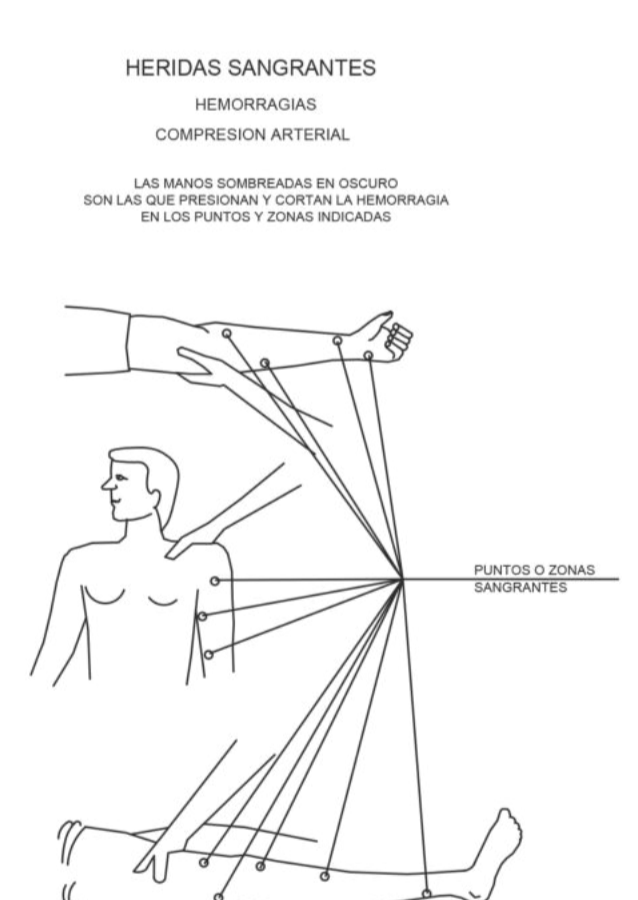 HERIDAS SANGRANTES
HEMORRAGIAS
COMPRESION ARTERIAL
LAS MANOS SOMBREADAS EN OSCURO
SON LAS QUE PRESIONAN Y CORTAN LA HEMORRAGIA
EN LOS PUNTOS Y ZONAS INDICADAS
PUNTOS O ZONAS
SANGRANTES